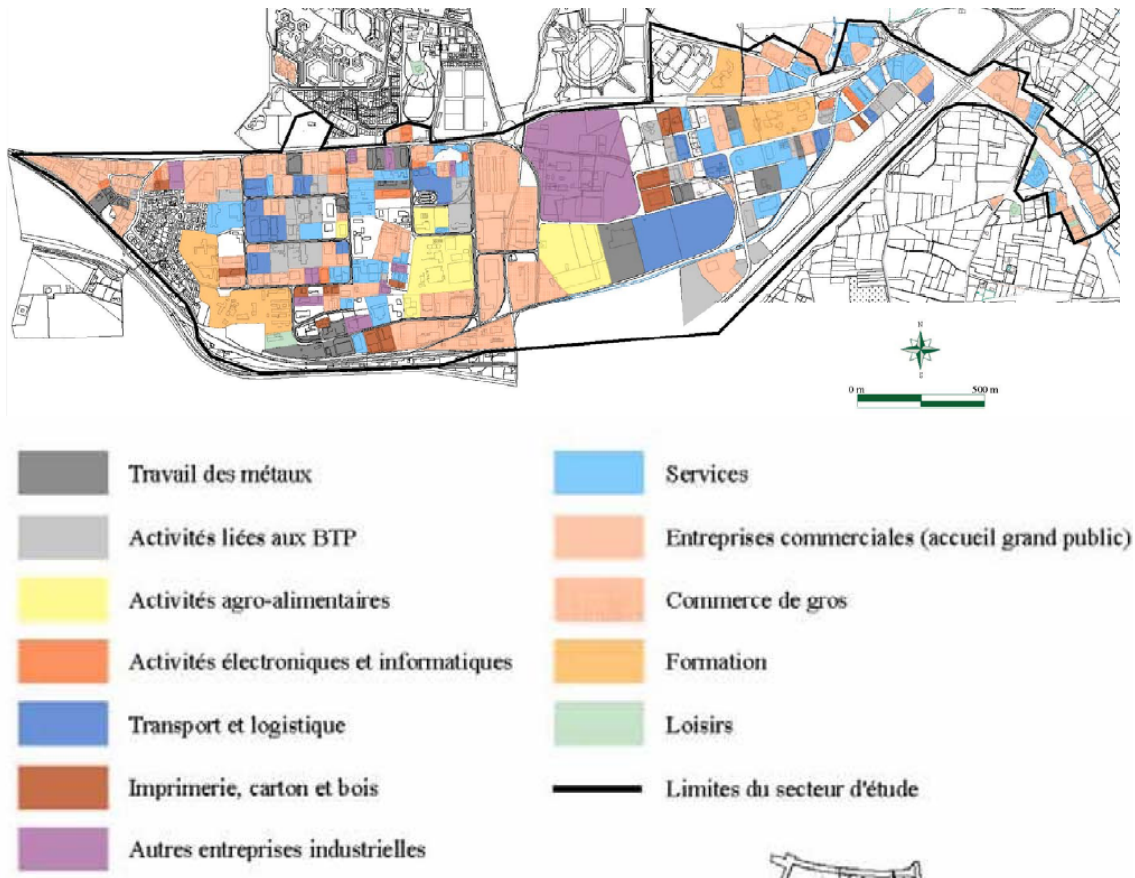 N
S
0 m 500 m
Travail des métaux
Activités liées aux BTP
Activités agro-alimentaires
Activités électroniques et informatiques
Transport et logistique
Imprimerie, carton et bois
Autres entreprises industrielles
Services
Entreprises commerciales (accueil grand public)
Commerce de gros
Formation
Loisirs
Limites du secteur d'étude